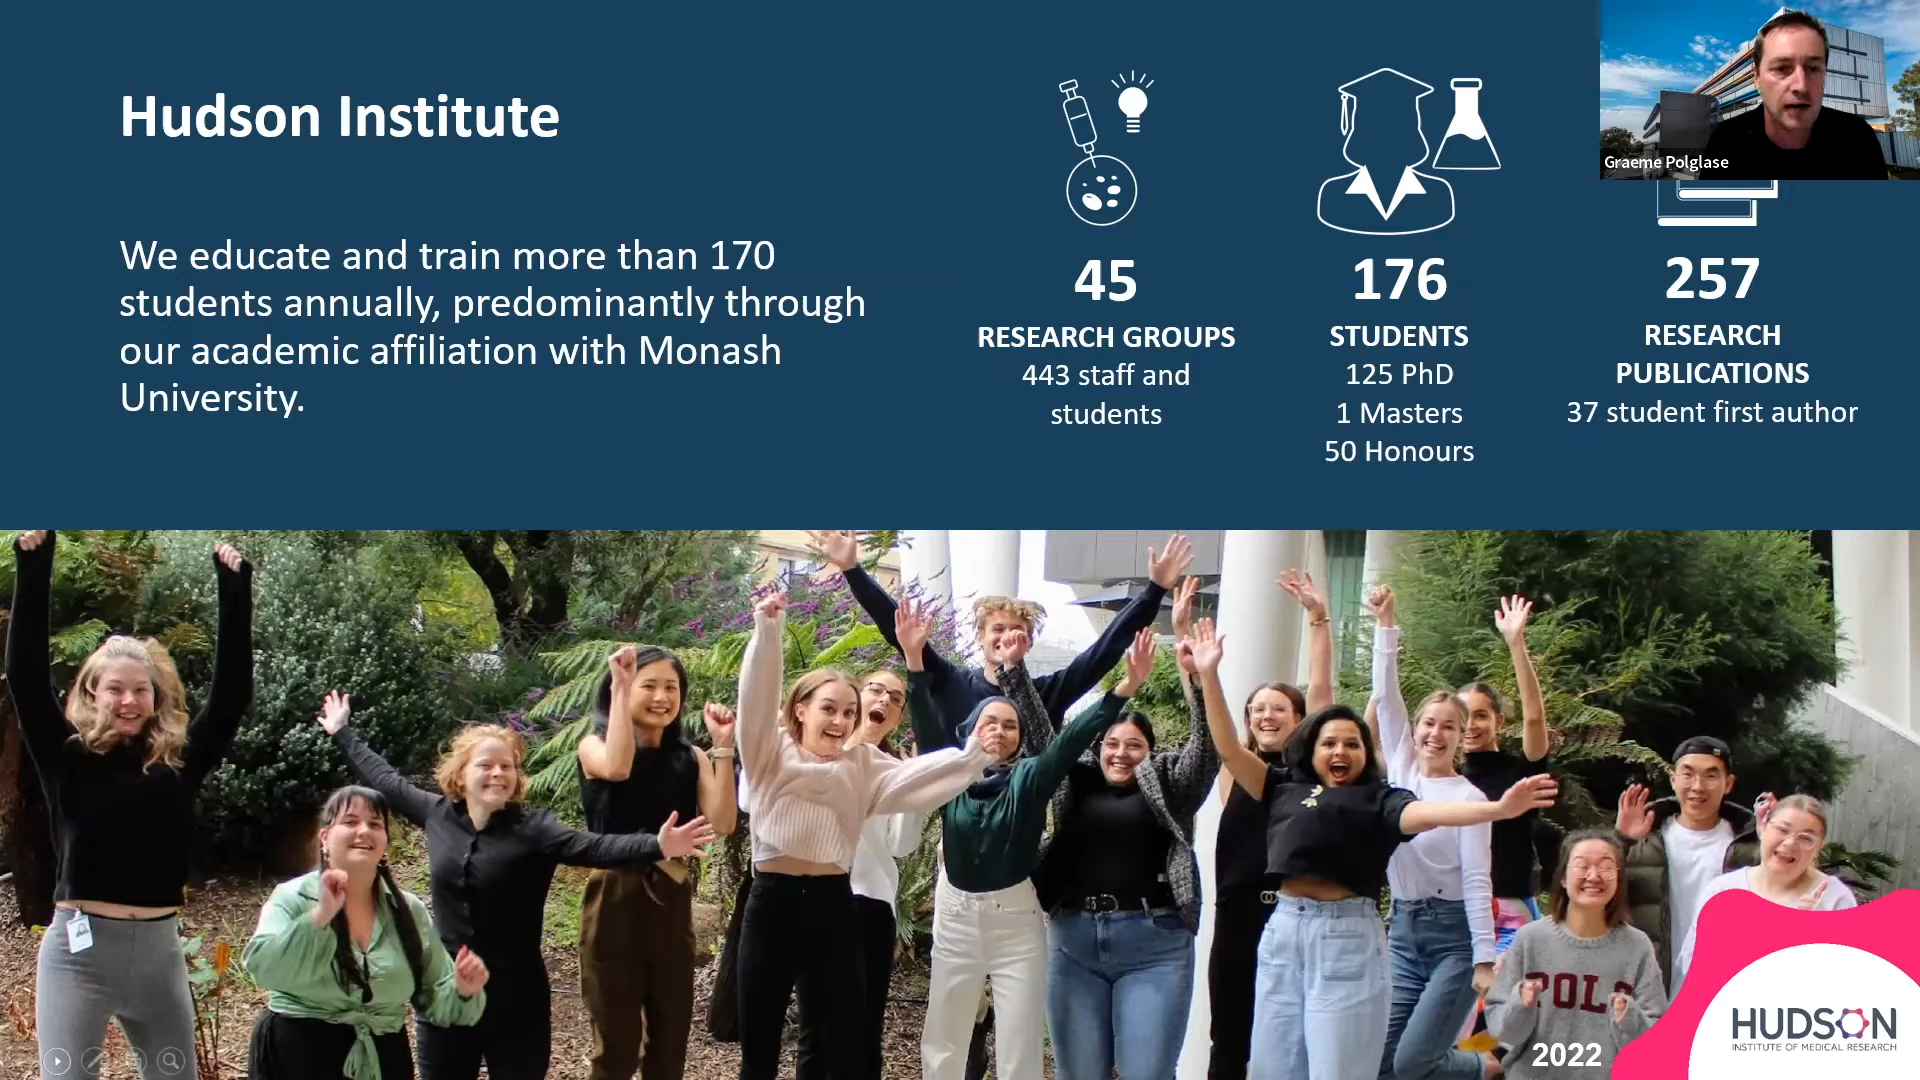 Hudson Institute
We educate and train more than 170
students annually, predominantly through
our academic affiliation with Monash
University.
45
RESEARCH GROUPS
443 staff and
students
176
STUDENTS
125 PhD
1 Masters
50 Honours
257
RESEARCH
PUBLICATIONS
37 student first author
Graeme Polglase
POLO
2022
HUDSON
INSTITUTE OF MEDICAL RESEARCH